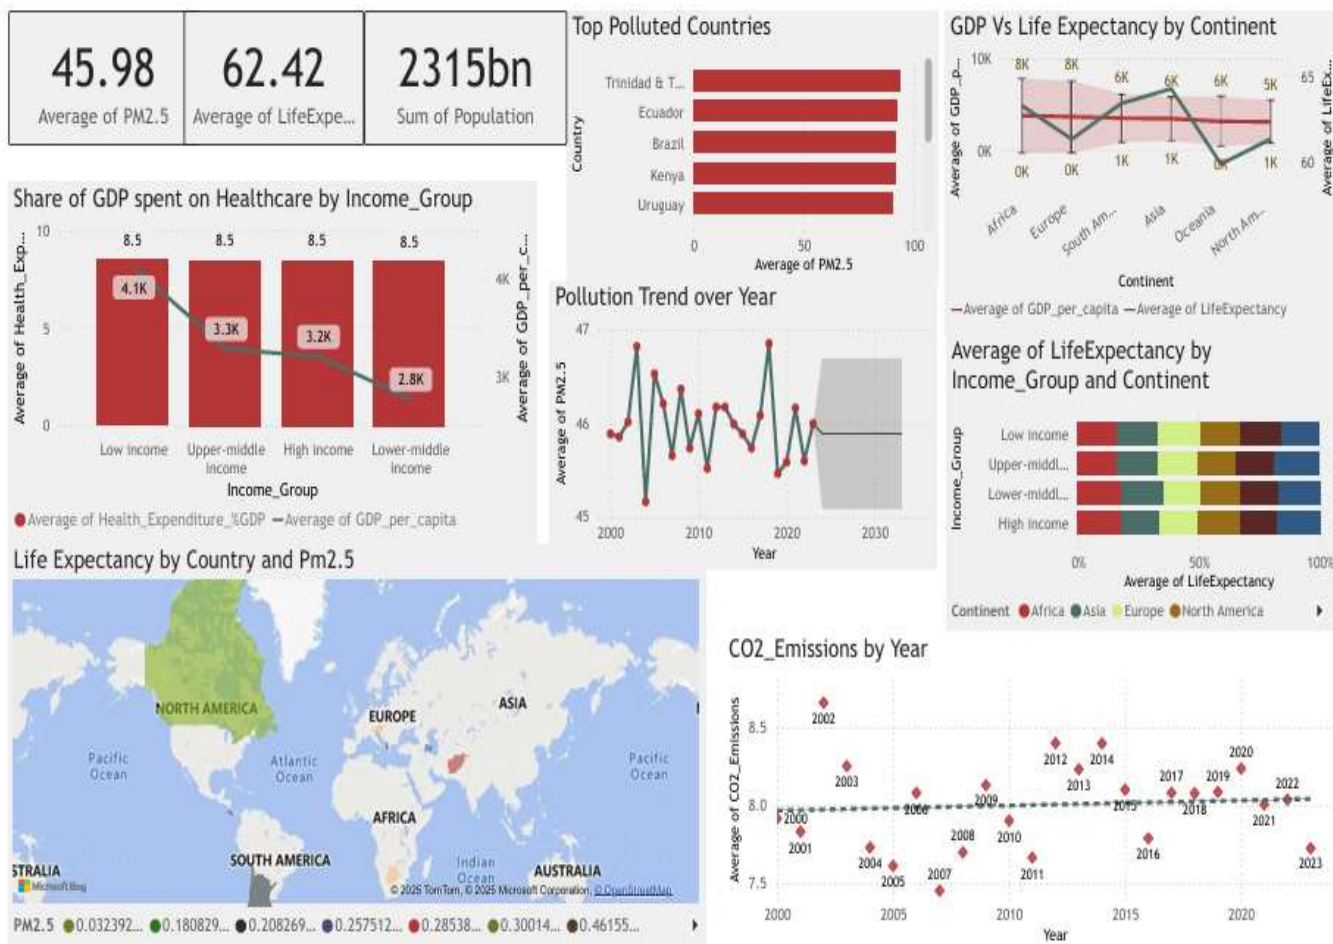 45.98
Average of PM2.5
62.42
Average of LifeExpe...
2315bn
Sum of Population
Top Polluted Countries
Country
Trinidad & T...
Ecuador
Brazil
Kenya
Uruguay
0 50 100
Average of PM2.5
GDP Vs Life Expectancy by Continent
Average of GDP_p...
10K
0K
8K 8K 6K 6K 6K 5K
0K 0K 1K 1K 0K 1K
65
60
Average of LifeEx...
Africa
Europe
South Am...
Asia
Oceania
North Am...
Continent
Average of GDP_per_capita Average of LifeExpectancy
Share of GDP spent on Healthcare by Income_Group
Average of Health_Exp...
10
5
0
8.5 8.5 8.5 8.5
4.1K
3.3K
3.2K
2.8K
4K
3K
Average of GDP_per_c...
Low income
Upper-middle
income
High income
Lower-middle
income
Income_Group
Average of Health_Expenditure_%GDP Average of GDP_per_capita
Pollution Trend over Year
Average of PM2.5
47
46
45
2000 2010 2020 2030
Year
Average of LifeExpectancy by
Income_Group and Continent
Income_Group
Low income
Upper-middl...
Lower-middl...
High income
0% 50% 100%
Average of LifeExpectancy
Continent Africa Asia Europe North America
Life Expectancy by Country and Pm2.5
NORTH AMERICA
EUROPE
ASIA
Pacific
Ocean
Atlantic
Ocean
Pacific
Ocean
AFRICA
SOUTH AMERICA
Indian
Ocean
STRALIA
AUSTRALIA
Microsoft Bing
© 2025 TomTom, © 2025 Microsoft Corporation, © OpenStreetMap
PM2.5 0.032392... 0.180829... 0.208269... 0.257512... 0.28538... 0.30014... 0.46155...
CO2_Emissions by Year
Average of CO2_Emissions
8.5
8.0
7.5
2000
2001
2002
2003
2004
2005
2006
2007
2008
2009
2010
2011
2012
2013
2014
2015
2016
2017
2018
2019
2020
2021
2022
2023
2000 2005 2010 2015 2020
Year